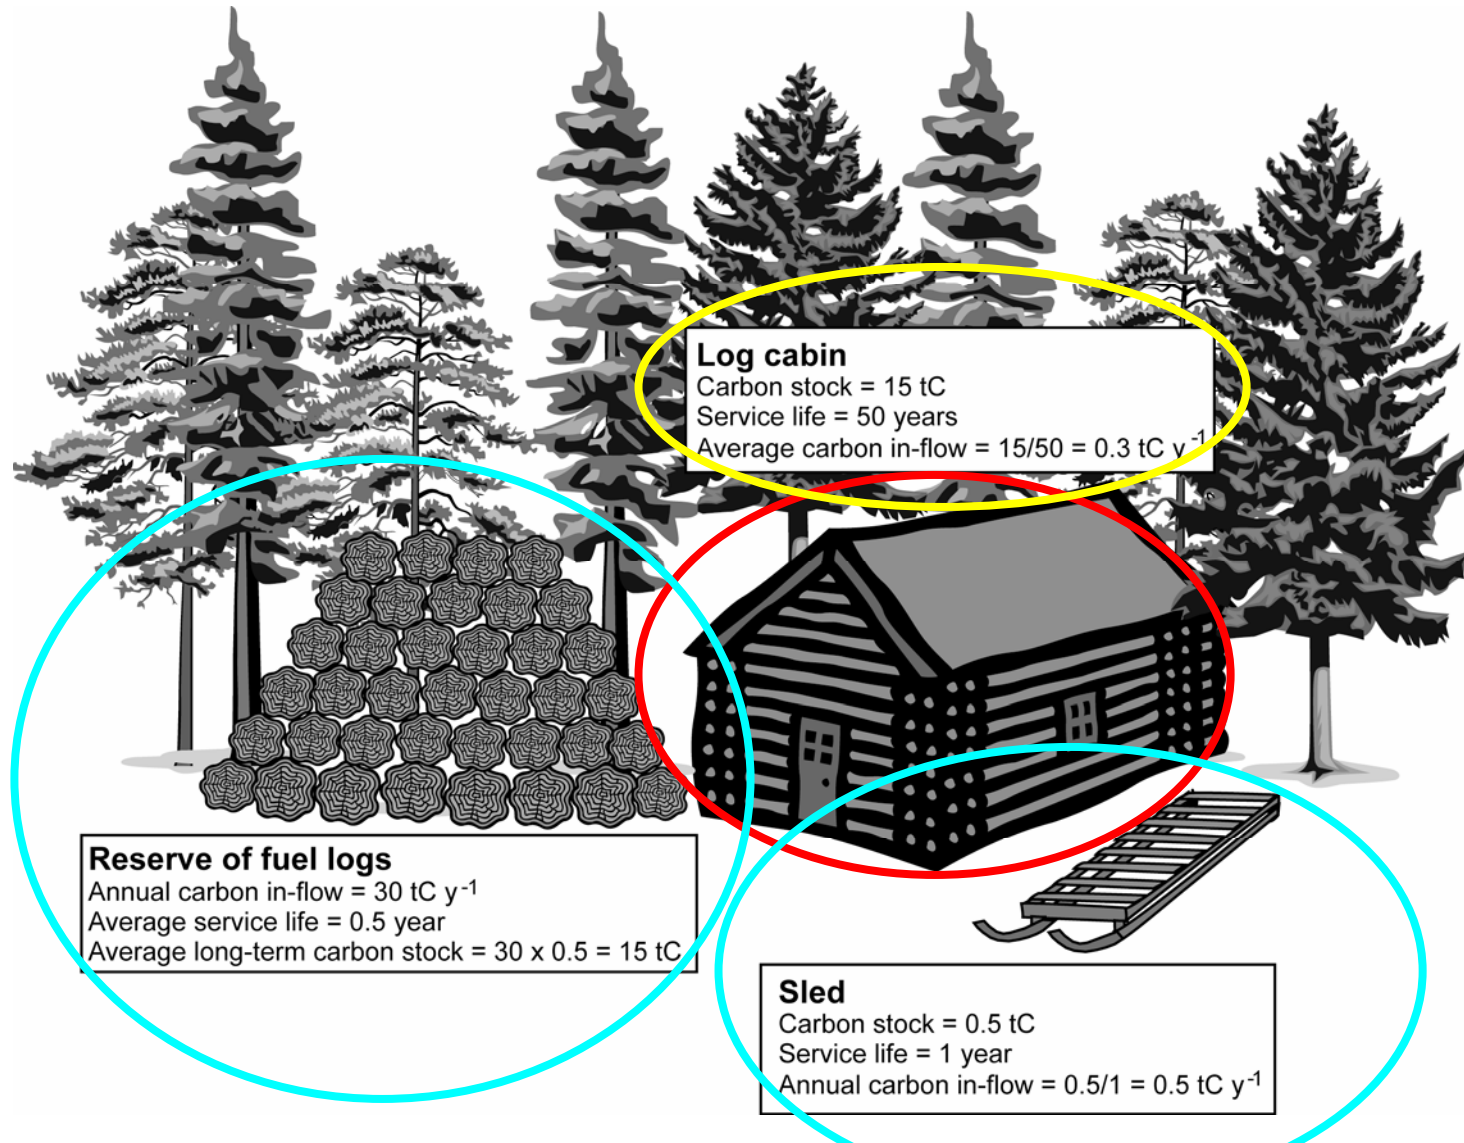 Log cabin
Carbon stock = 15 tC
Service life = 50 years
Average carbon in-flow = 15/50 = 0.3 tC y⁻¹
Reserve of fuel logs
Annual carbon in-flow = 30 tC y⁻¹
Average service life = 0.5 year
Average long-term carbon stock = 30 x 0.5 = 15 tC
Sled
Carbon stock = 0.5 tC
Service life = 1 year
Annual carbon in-flow = 0.5/1 = 0.5 tC y⁻¹